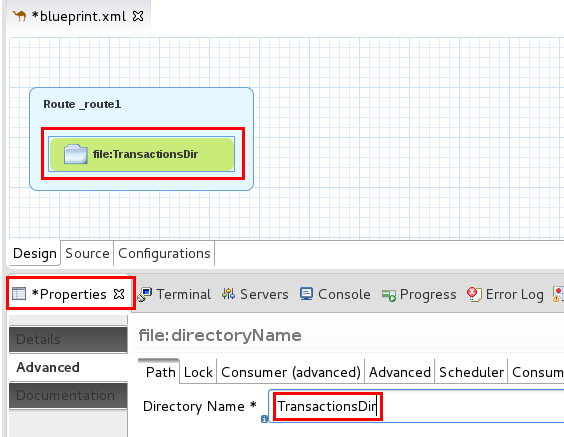 *blueprint.xml
Route _route1
file:TransactionsDir
Design Source Configurations
*Properties Terminal Servers Console Progress Error Log
Details
file:directoryName
Advanced
Path Lock Consumer (advanced) Advanced Scheduler Consum
Documentation
Directory Name * TransactionsDir